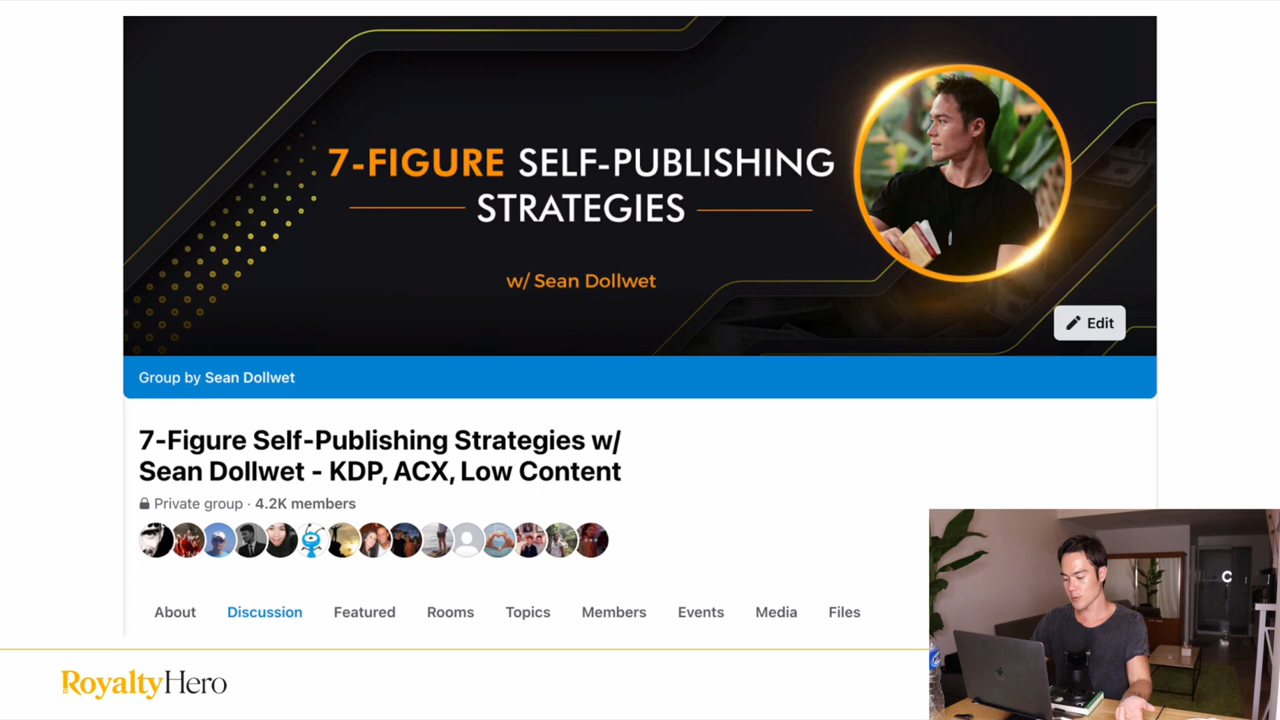 7-FIGURE SELF-PUBLISHING
STRATEGIES
w/ Sean Dollwet
Edit
Group by Sean Dollwet
7-Figure Self-Publishing Strategies w/
Sean Dollwet - KDP, ACX, Low Content
Private group · 4.2K members
About Discussion Featured Rooms Topics Members Events Media Files
RoyaltyHero